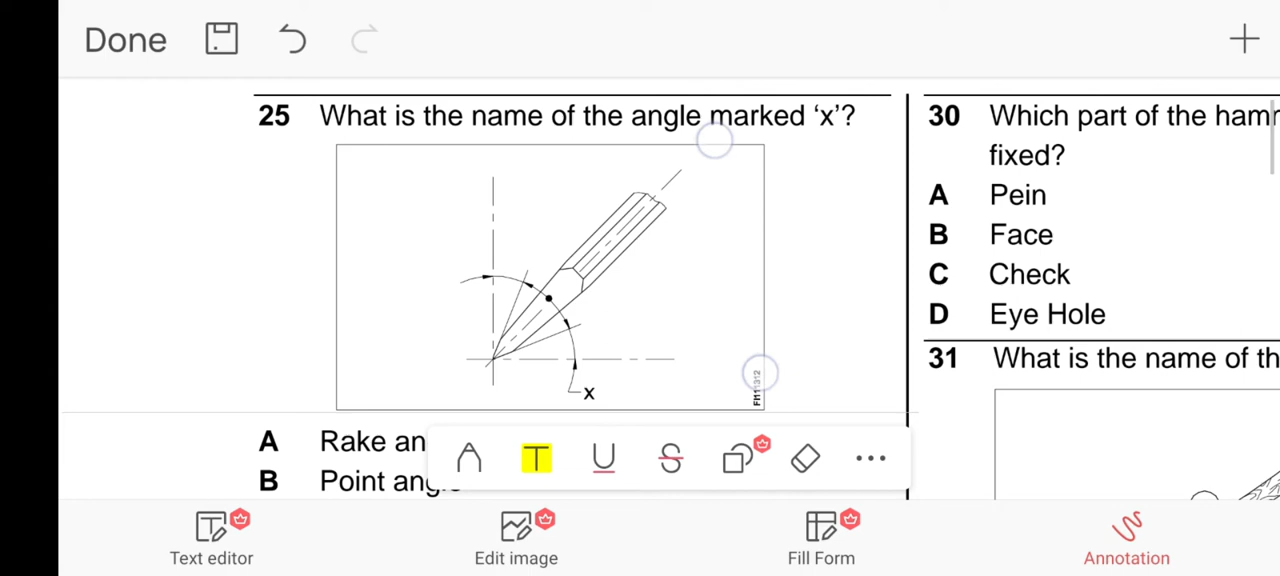 Done
25 What is the name of the angle marked ‘x’?
X
FI11312
A Rake an
B Point angle
30 Which part of the ham
fixed?
A Pein
B Face
C Check
D Eye Hole
31 What is the name of th
T U S
Text editor
Edit image
Fill Form
Annotation